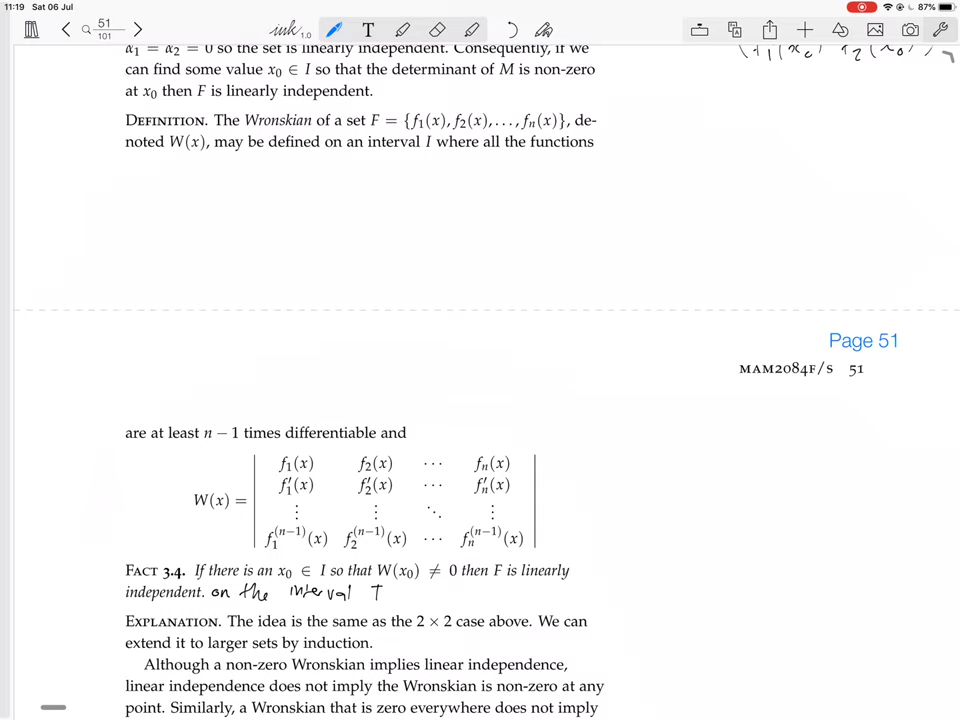 11:19 Sat 06 Jul 87%
51
101
ink 1.0
T
α₁ = α₂ = 0 so the set is linearly independent. Consequently, if we
can find some value x₀ ∈ I so that the determinant of M is non-zero
at x₀ then F is linearly independent.
DEFINITION. The Wronskian of a set F = {f₁(x), f₂(x), . . . , fₙ(x)}, de-
noted W(x), may be defined on an interval I where all the functions
Page 51
MAM2084F/S 51
are at least n − 1 times differentiable and
f₁(x) f₂(x) ⋯ fₙ(x)
f₁′(x) f₂′(x) ⋯ fₙ′(x)
W(x) =
⋮ ⋮ ⋱ ⋮
f₁⁽ⁿ⁻¹⁾(x) f₂⁽ⁿ⁻¹⁾(x) ⋯ fₙ⁽ⁿ⁻¹⁾(x)
FACT 3.4. If there is an x₀ ∈ I so that W(x₀) ≠ 0 then F is linearly
independent. on the interval I
EXPLANATION. The idea is the same as the 2 × 2 case above. We can
extend it to larger sets by induction.
Although a non-zero Wronskian implies linear independence,
linear independence does not imply the Wronskian is non-zero at any
point. Similarly, a Wronskian that is zero everywhere does not imply